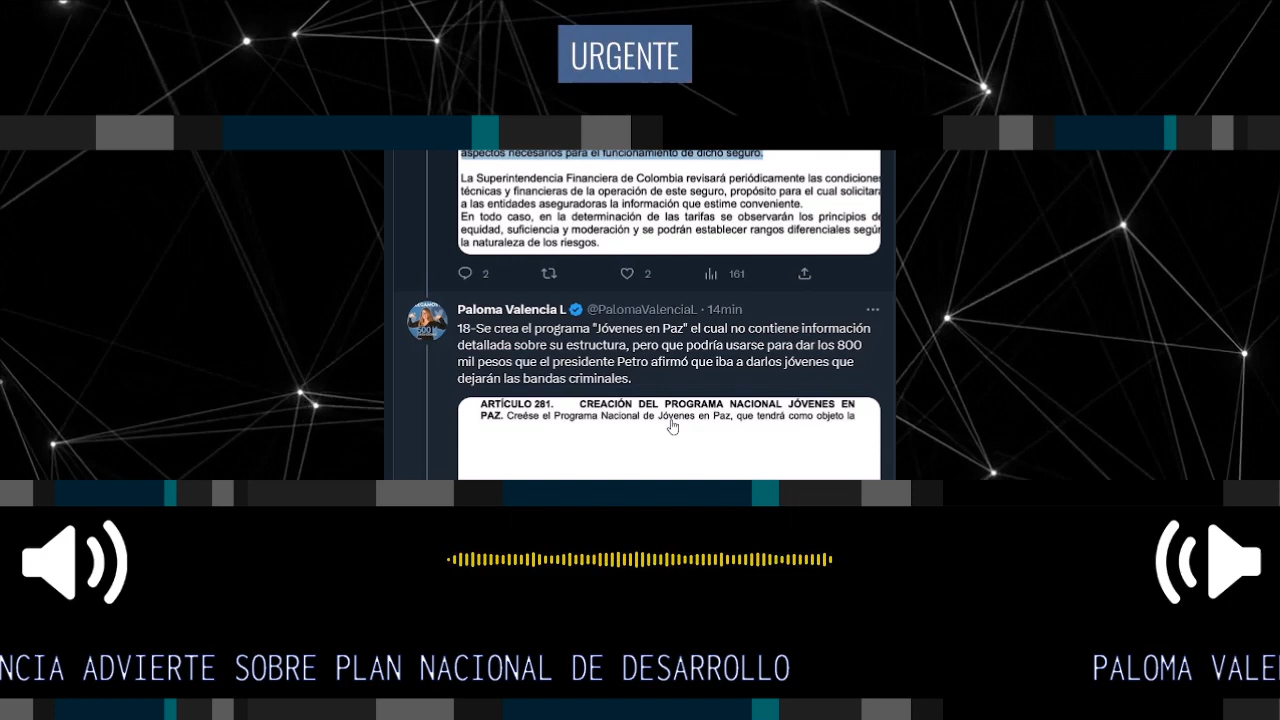 URGENTE
aspectos necesarios para el funcionamiento de dicho seguro.
La Superintendencia Financiera de Colombia revisará periódicamente las condiciones
técnicas y financieras de la operación de este seguro, propósito para el cual solicitará
a las entidades aseguradoras la información que estime conveniente.
En todo caso, en la determinación de las tarifas se observarán los principios de
equidad, suficiencia y moderación y se podrán establecer rangos diferenciales según
la naturaleza de los riesgos.
2 2 161
Paloma Valencia L @PalomaValenciaL · 14min
18-Se crea el programa "Jóvenes en Paz" el cual no contiene información
detallada sobre su estructura, pero que podría usarse para dar los 800
mil pesos que el presidente Petro afirmó que iba a darlos jóvenes que
dejarán las bandas criminales.
ARTÍCULO 281. CREACIÓN DEL PROGRAMA NACIONAL JÓVENES EN
PAZ. Creése el Programa Nacional de Jóvenes en Paz, que tendrá como objeto la
NCIA ADVIERTE SOBRE PLAN NACIONAL DE DESARROLLO PALOMA VALEN